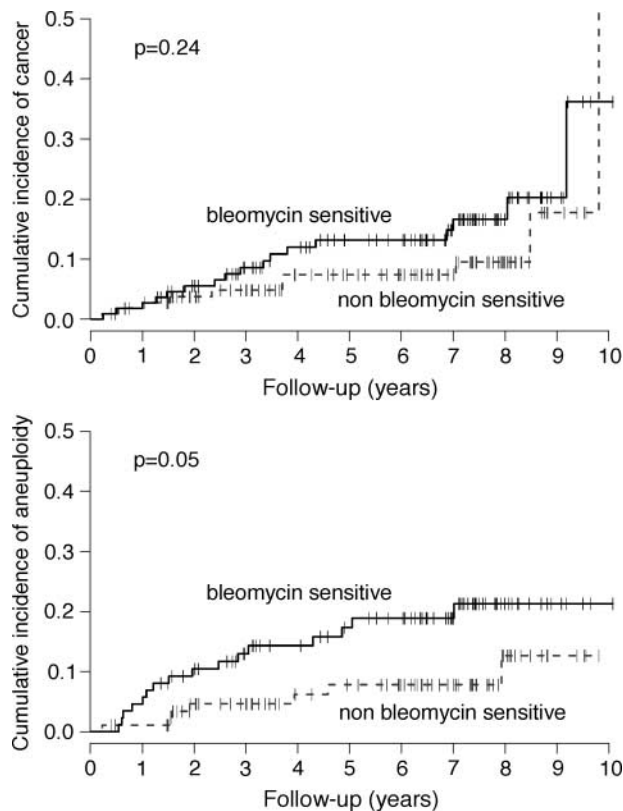 Cumulative incidence of cancer
0.5
0.4
0.3
0.2
0.1
0.0
p=0.24
bleomycin sensitive
non bleomycin sensitive
0 1 2 3 4 5 6 7 8 9 10
Follow-up (years)
Cumulative incidence of aneuploidy
0.5
0.4
0.3
0.2
0.1
0.0
p=0.05
bleomycin sensitive
non bleomycin sensitive
0 1 2 3 4 5 6 7 8 9 10
Follow-up (years)